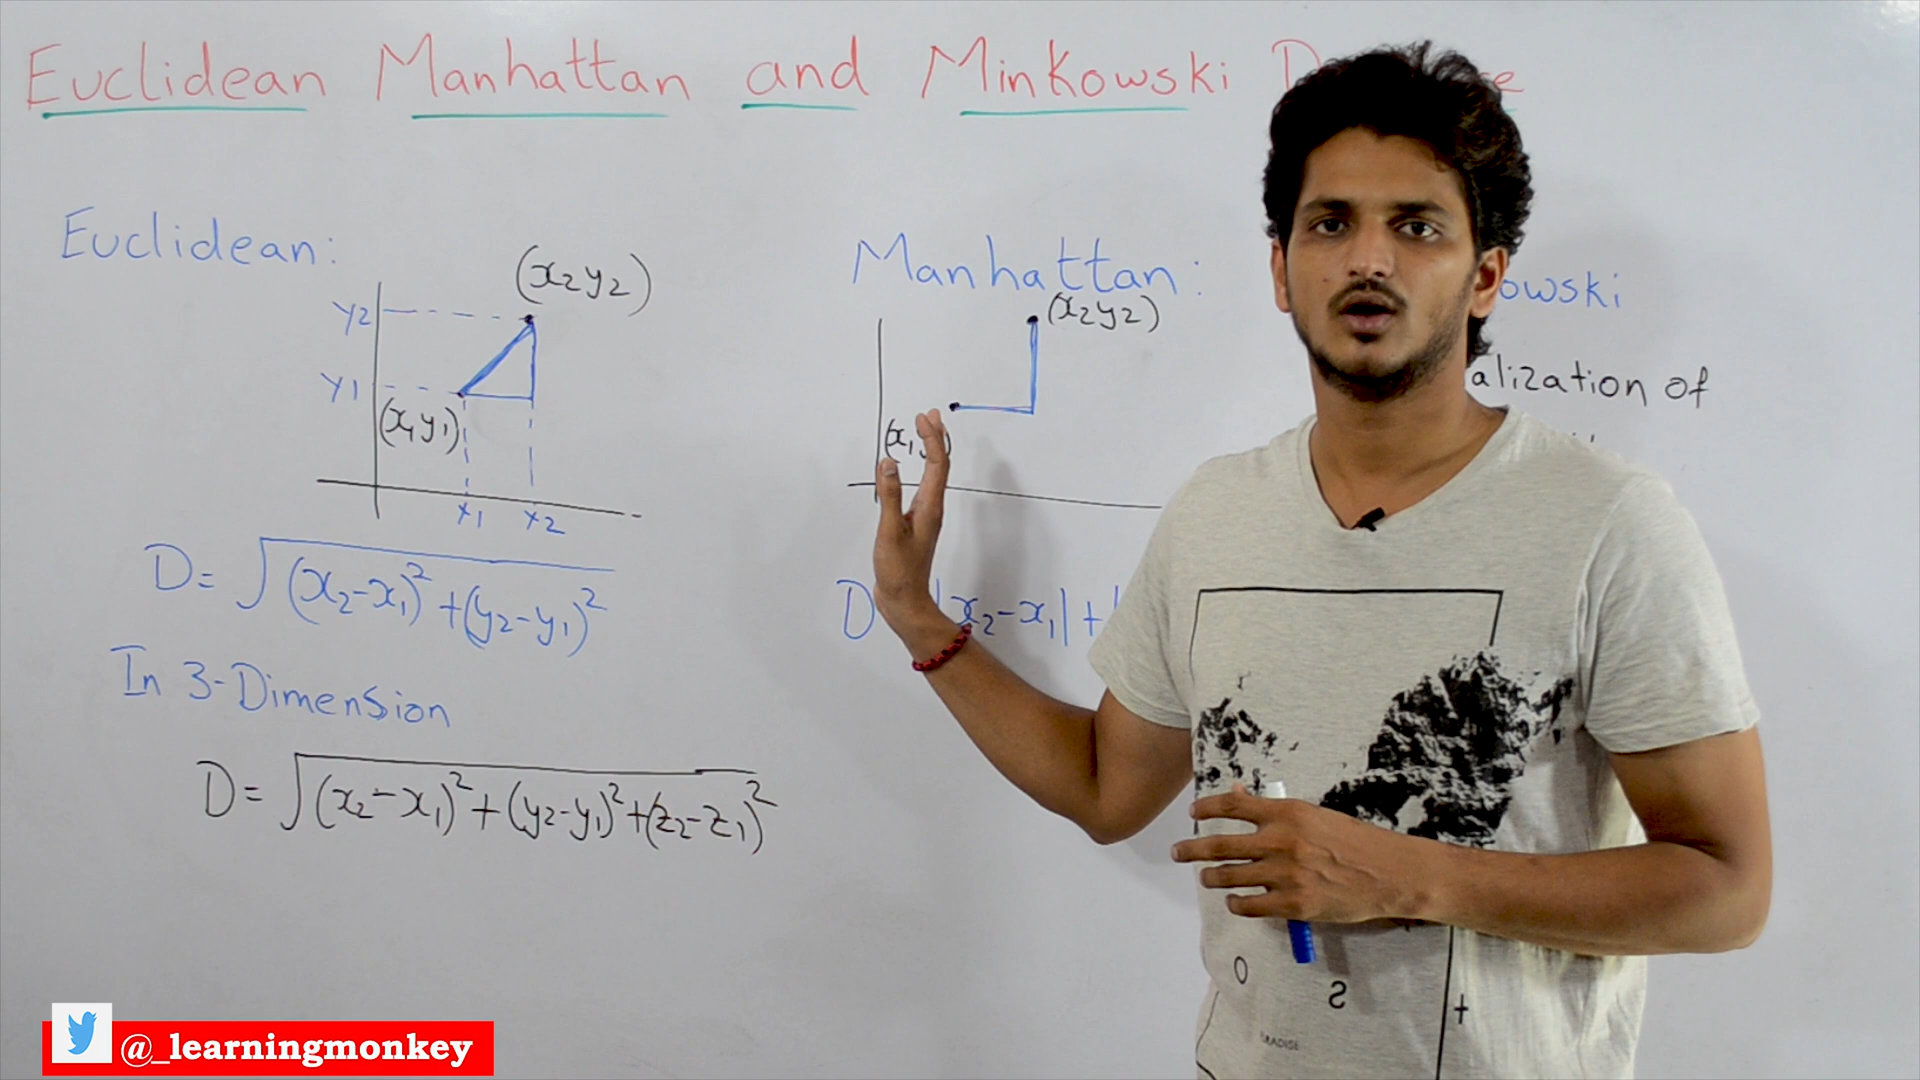 Euclidean Manhattan and Minkowski
Euclidean:
(x2y2)
y2
y1
(x1y1)
x1 x2
D= √(x₂-x₁)²+(y₂-y₁)²
In 3-Dimension
D= √(x₂-x₁)²+(y₂-y₁)²+(z₂-z₁)²
Manhattan:
(x2y2)
(x₁
D x₂-x₁|+
owski
alization of
O S t
@_learningmonkey